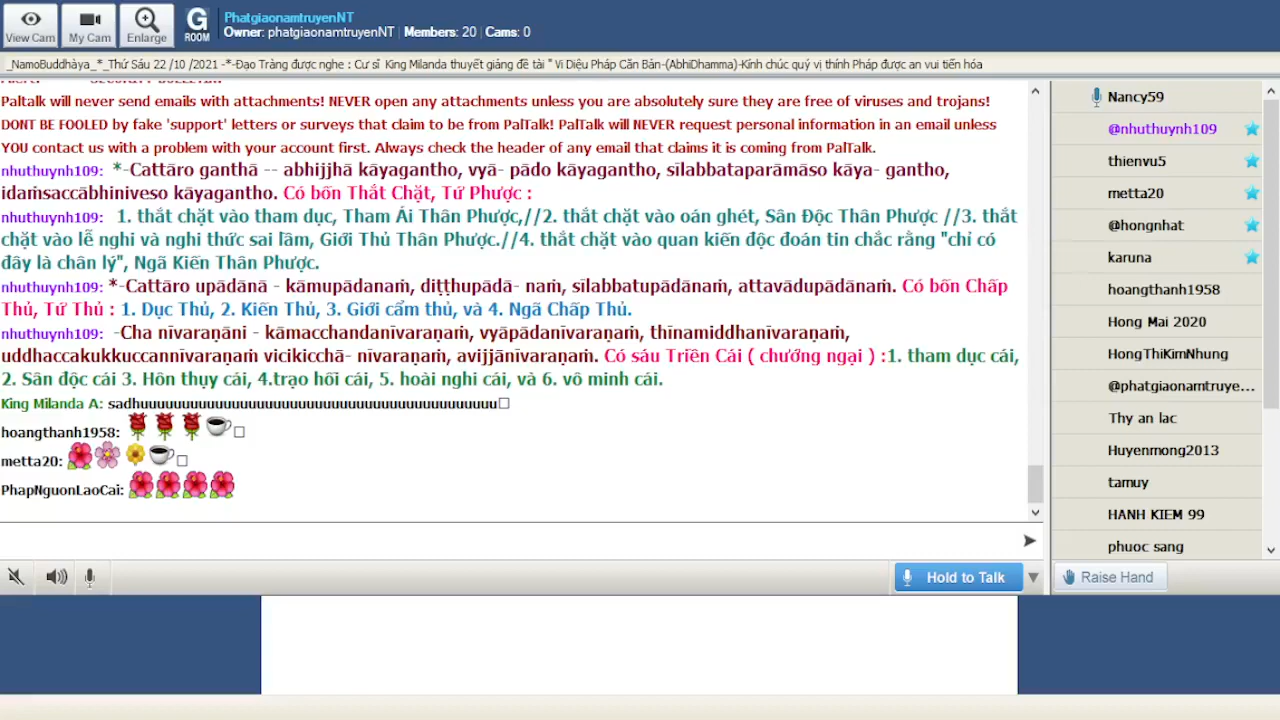 PhatgiaonamtruyenNT
Owner: phatgiaonamtruyenNT | Members: 20 | Cams: 0
View Cam
My Cam
Enlarge
G
ROOM
_NamoBuddhàya_*_Thứ Sáu 22 /10 /2021 -*-Đạo Tràng được nghe : Cư sĩ King Milanda thuyết giảng đề tài " Vi Diệu Pháp Căn Bản-(AbhiDhamma)-Kính chúc quý vị thính Pháp được an vui tiến hóa
Paltalk will never send emails with attachments! NEVER open any attachments unless you are absolutely sure they are free of viruses and trojans!
DONT BE FOOLED by fake 'support' letters or surveys that claim to be from PalTalk! PalTalk will NEVER request personal information in an email unless
YOU contact us with a problem with your account first. Always check the header of any email that claims it is coming from PalTalk.
nhuthuynh109: *-Cattāro ganthā -- abhijjhā kāyagantho, vyā- pādo kāyagantho, sīlabbataparāmāso kāya- gantho,
idaṁsaccābhiniveso kāyagantho. Có bốn Thắt Chặt, Tứ Phược :
nhuthuynh109: 1. thắt chặt vào tham dục, Tham Ái Thân Phược,//2. thắt chặt vào oán ghét, Sân Độc Thân Phược //3. thắt
chặt vào lễ nghi và nghi thức sai lầm, Giới Thủ Thân Phược.//4. thắt chặt vào quan kiến độc đoán tin chắc rằng "chỉ có
đây là chân lý", Ngã Kiến Thân Phược.
nhuthuynh109: *-Cattāro upādānā - kāmupādanaṁ, diṭṭhupādā- naṁ, sīlabbatupādānaṁ, attavādupādānaṁ. Có bốn Chấp
Thủ, Tứ Thủ : 1. Dục Thủ, 2. Kiến Thủ, 3. Giới cẩm thủ, và 4. Ngã Chấp Thủ.
nhuthuynh109: -Cha nīvaraṇāni - kāmacchandanīvaraṇaṁ, vyāpādanīvaraṇaṁ, thīnamiddhanīvaraṇaṁ,
uddhaccakukkuccannīvaraṇaṁ vicikicchā- nīvaraṇaṁ, avijjānīvaraṇaṁ. Có sáu Triền Cái ( chướng ngại ) :1. tham dục cái,
2. Sân độc cái 3. Hôn thụy cái, 4.trạo hối cái, 5. hoài nghi cái, và 6. vô minh cái.
King Milanda A: sadhuuuuuuuuuuuuuuuuuuuuuuuuuuuuuuuuuuuuuuuuuu
hoangthanh1958:
metta20:
PhapNguonLaoCai:
Hold to Talk
Nancy59
@nhuthuynh109
thienvu5
metta20
@hongnhat
karuna
hoangthanh1958
Hong Mai 2020
HongThiKimNhung
@phatgiaonamtruye...
Thy an lac
Huyenmong2013
tamuy
HANH KIEM 99
phuoc sang
Raise Hand